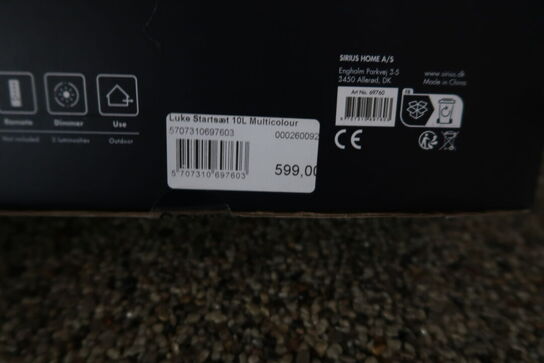 SIRIUS HOME A/S
Engholm Parkvej 3-5
3450 Allerød, DK
www.sirius.dk
Made in China
Art No. 69760
Remote
Dimmer
Use
Not included
Outdoor
CE
Luke Startsæt 10L Multicolour
5707310697603
000260092
5 707310 697603
599,00